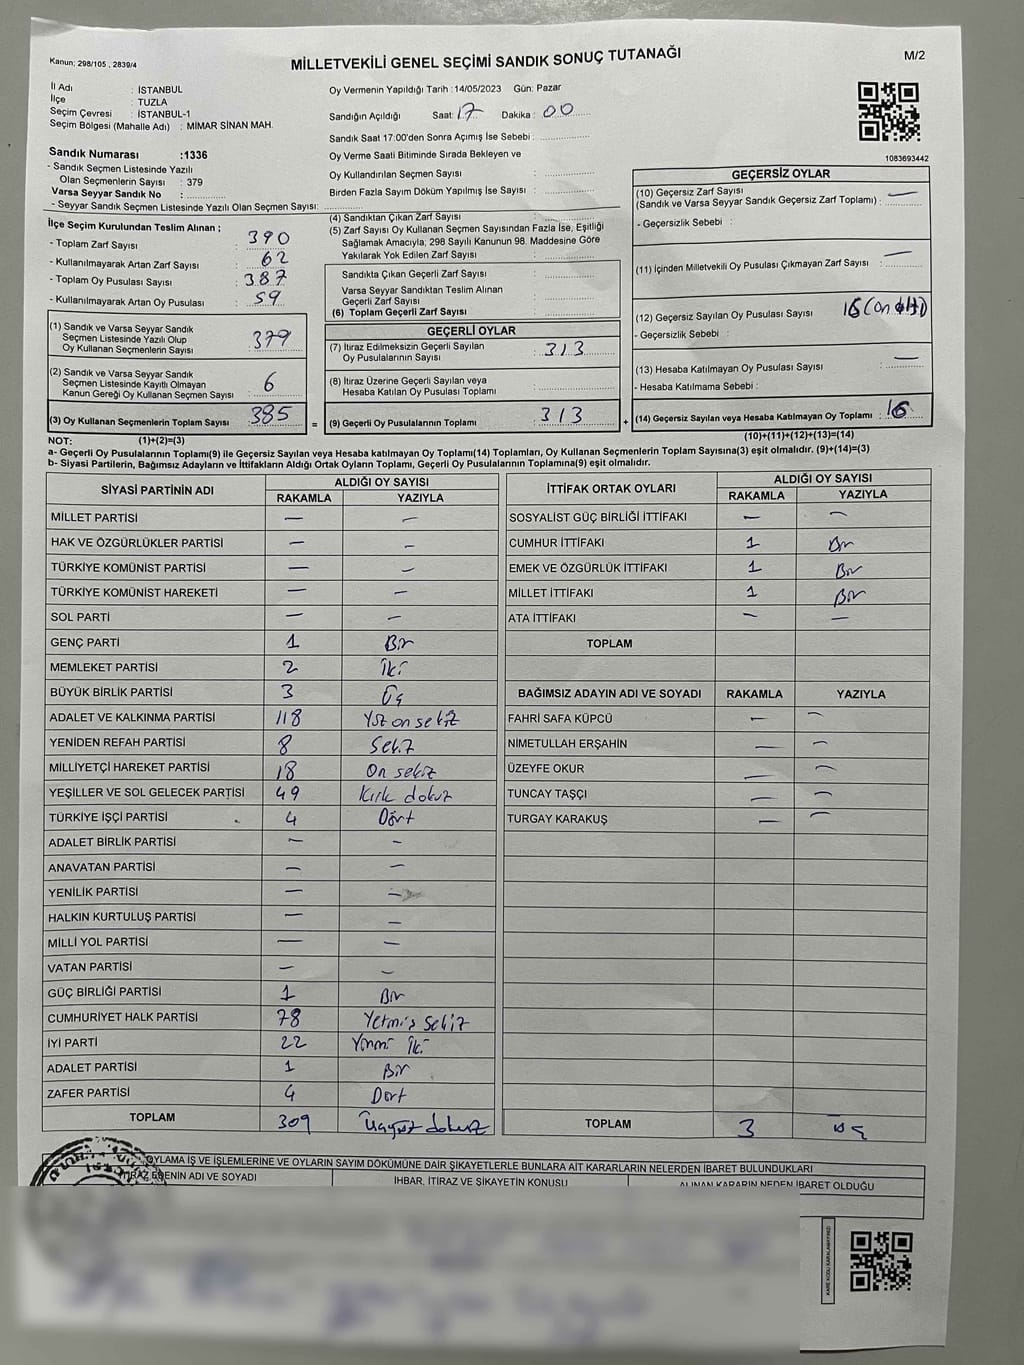 Kanun; 298/105 , 2839/4
MİLLETVEKİLİ GENEL SEÇİMİ SANDIK SONUÇ TUTANAĞI
M/2
İl Adı : İSTANBUL
İlçe : TUZLA
Seçim Çevresi : İSTANBUL-1
Seçim Bölgesi (Mahalle Adı) : MİMAR SİNAN MAH.
Oy Vermenin Yapıldığı Tarih :14/05/2023 Gün: Pazar
Sandığın Açıldığı Saat: 17 Dakika : 00
Sandık Saat 17:00'den Sonra Açımış İse Sebebi :
Oy Verme Saati Bitiminde Sırada Bekleyen ve
Oy Kullandırılan Seçmen Sayısı :
Birden Fazla Sayım Döküm Yapılmış İse Sayısı :
1083693442
Sandık Numarası :1336
- Sandık Seçmen Listesinde Yazılı
Olan Seçmenlerin Sayısı : 379
Varsa Seyyar Sandık No :
- Seyyar Sandık Seçmen Listesinde Yazılı Olan Seçmen Sayısı:
İlçe Seçim Kurulundan Teslim Alınan ;
- Toplam Zarf Sayısı : 390
- Kullanılmayarak Artan Zarf Sayısı : 62
- Toplam Oy Pusulası Sayısı : 387
- Kullanılmayarak Artan Oy Pusulası : 59
(1) Sandık ve Varsa Seyyar Sandık
Seçmen Listesinde Yazılı Olup
Oy Kullanan Seçmenlerin Sayısı : 379
(2) Sandık ve Varsa Seyyar Sandık
Seçmen Listesinde Kayıtlı Olmayan
Kanun Gereği Oy Kullanan Seçmen Sayısı : 6
(3) Oy Kullanan Seçmenlerin Toplam Sayısı : 385 =
(4) Sandıktan Çıkan Zarf Sayısı :
(5) Zarf Sayısı Oy Kullanan Seçmen Sayısından Fazla İse, Eşitliği
Sağlamak Amacıyla, 298 Sayılı Kanunun 98. Maddesine Göre
Yakılarak Yok Edilen Zarf Sayısı :
Sandıkta Çıkan Geçerli Zarf Sayısı :
Varsa Seyyar Sandıktan Teslim Alınan
Geçerli Zarf Sayısı :
(6) Toplam Geçerli Zarf Sayısı :
GEÇERLİ OYLAR
(7) İtiraz Edilmeksizin Geçerli Sayılan
Oy Pusulalarının Sayısı : 313
(8) İtiraz Üzerine Geçerli Sayılan veya
Hesaba Katılan Oy Pusulası Toplamı :
(9) Geçerli Oy Pusulalarının Toplamı : 313 +
GEÇERSİZ OYLAR
(10) Geçersiz Zarf Sayısı
(Sandık ve Varsa Seyyar Sandık Geçersiz Zarf Toplamı) : —
- Geçersizlik Sebebi :
(11) İçinden Milletvekili Oy Pusulası Çıkmayan Zarf Sayısı : —
(12) Geçersiz Sayılan Oy Pusulası Sayısı : 16 (on altı)
- Geçersizlik Sebebi :
(13) Hesaba Katılmayan Oy Pusulası Sayısı : —
- Hesaba Katılmama Sebebi :
(14) Geçersiz Sayılan veya Hesaba Katılmayan Oy Toplamı : 16
NOT: (1)+(2)=(3)
(10)+(11)+(12)+(13)=(14)
a- Geçerli Oy Pusulalarının Toplamı(9) ile Geçersiz Sayılan veya Hesaba katılmayan Oy Toplamı(14) Toplamları, Oy Kullanan Seçmenlerin Toplam Sayısına(3) eşit olmalıdır. (9)+(14)=(3)
b- Siyasi Partilerin, Bağımsız Adayların ve İttifakların Aldığı Ortak Oyların Toplamı, Geçerli Oy Pusulalarının Toplamına(9) eşit olmalıdır.
SİYASİ PARTİNİN ADI
ALDIĞI OY SAYISI
RAKAMLA YAZIYLA
MİLLET PARTİSİ — —
HAK VE ÖZGÜRLÜKLER PARTİSİ — —
TÜRKİYE KOMÜNİST PARTİSİ — —
TÜRKİYE KOMÜNİST HAREKETİ — —
SOL PARTİ — —
GENÇ PARTİ 1 Bir
MEMLEKET PARTİSİ 2 İki
BÜYÜK BİRLİK PARTİSİ 3 Üç
ADALET VE KALKINMA PARTİSİ 118 Yüz on sekiz
YENİDEN REFAH PARTİSİ 8 Sekiz
MİLLİYETÇİ HAREKET PARTİSİ 18 On sekiz
YEŞİLLER VE SOL GELECEK PARTİSİ 49 Kırk dokuz
TÜRKİYE İŞÇİ PARTİSİ 4 Dört
ADALET BİRLİK PARTİSİ — —
ANAVATAN PARTİSİ — —
YENİLİK PARTİSİ — —
HALKIN KURTULUŞ PARTİSİ — —
MİLLİ YOL PARTİSİ — —
VATAN PARTİSİ — —
GÜÇ BİRLİĞİ PARTİSİ 1 Bir
CUMHURİYET HALK PARTİSİ 78 Yetmiş sekiz
İYİ PARTİ 22 Yirmi iki
ADALET PARTİSİ 1 Bir
ZAFER PARTİSİ 4 Dört
TOPLAM 309 Üçyüz dokuz
İTTİFAK ORTAK OYLARI
ALDIĞI OY SAYISI
RAKAMLA YAZIYLA
SOSYALİST GÜÇ BİRLİĞİ İTTİFAKI — —
CUMHUR İTTİFAKI 1 Bir
EMEK VE ÖZGÜRLÜK İTTİFAKI 1 Bir
MİLLET İTTİFAKI 1 Bir
ATA İTTİFAKI — —
TOPLAM
BAĞIMSIZ ADAYIN ADI VE SOYADI RAKAMLA YAZIYLA
FAHRİ SAFA KÜPCÜ — —
NİMETULLAH ERŞAHİN — —
ÜZEYFE OKUR — —
TUNCAY TAŞÇI — —
TURGAY KARAKUŞ — —
TOPLAM 3 üç
OYLAMA İŞ VE İŞLEMLERİNE VE OYLARIN SAYIM DÖKÜMÜNE DAİR ŞİKAYETLERLE BUNLARA AİT KARARLARIN NELERDEN İBARET BULUNDUKLARI
İTİRAZ EDENİN ADI VE SOYADI
İHBAR, İTİRAZ VE ŞİKAYETİN KONUSU
ALINAN KARARIN NEDEN İBARET OLDUĞU